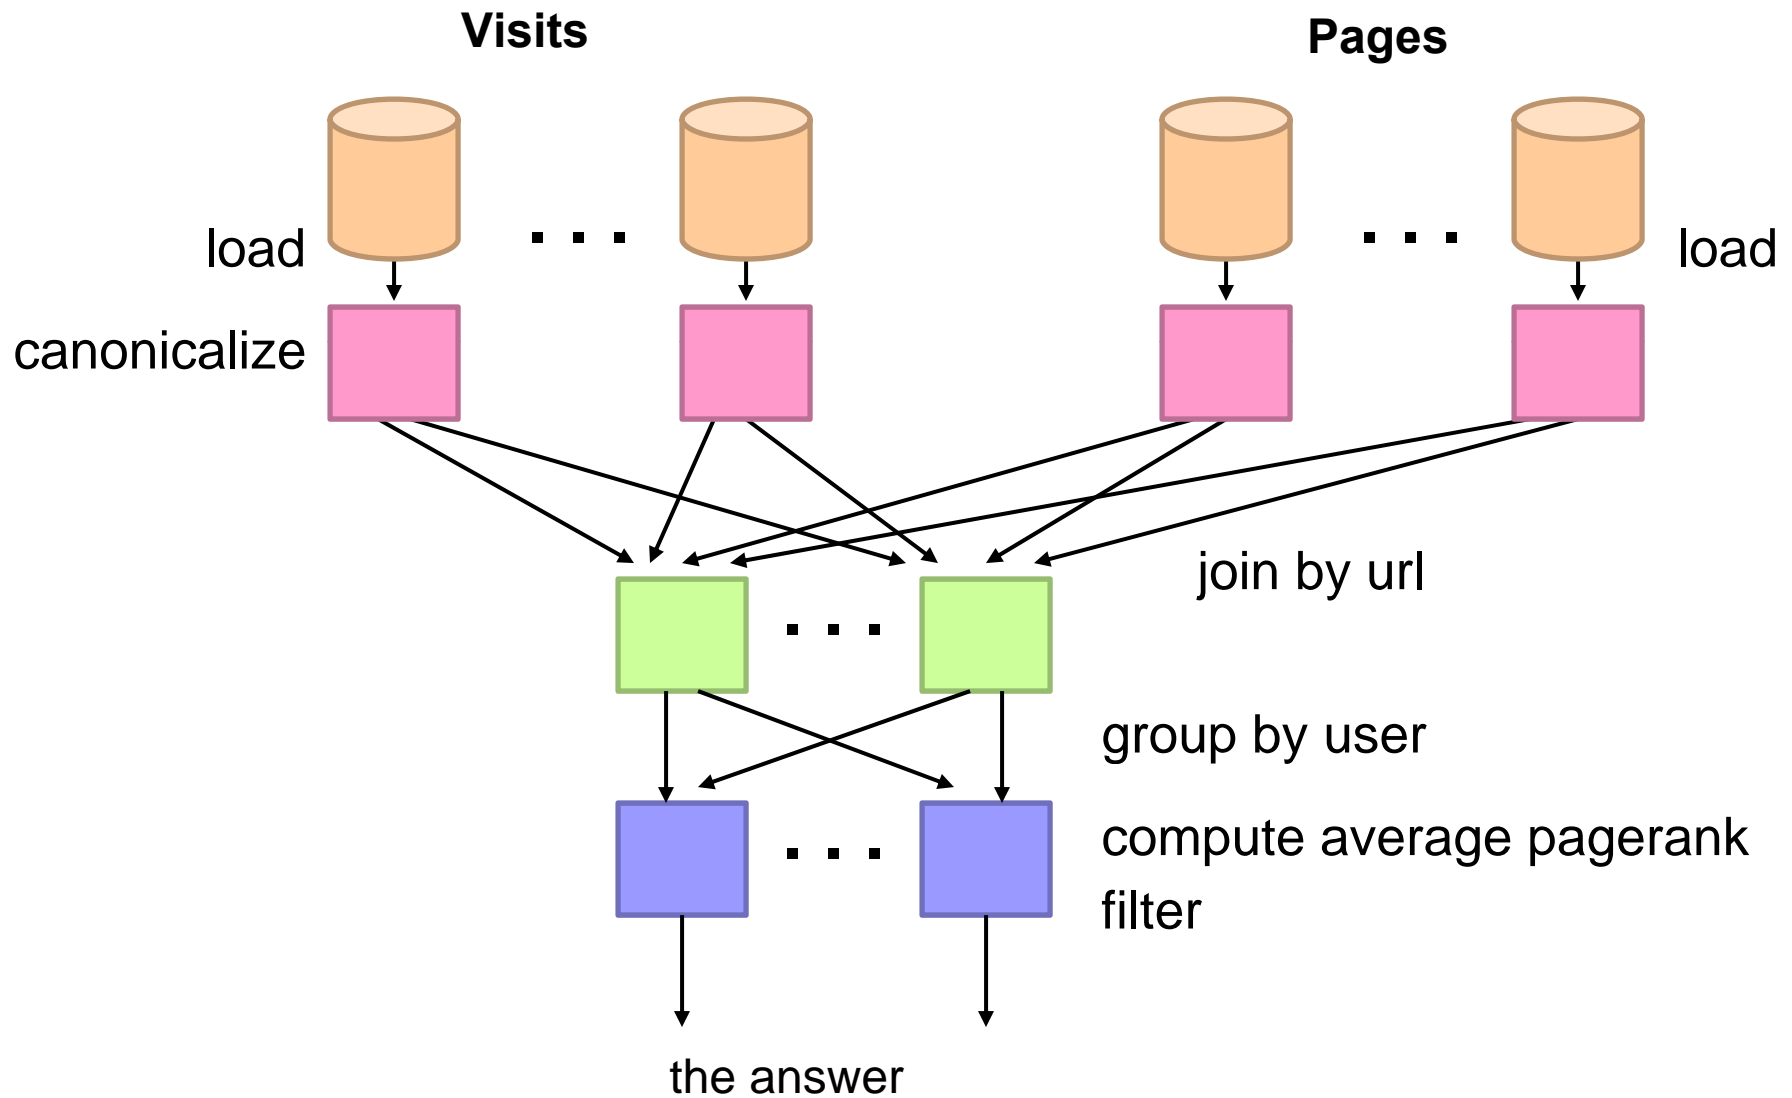 Visits
Pages
load
load
canonicalize
join by url
group by user
compute average pagerank
filter
the answer